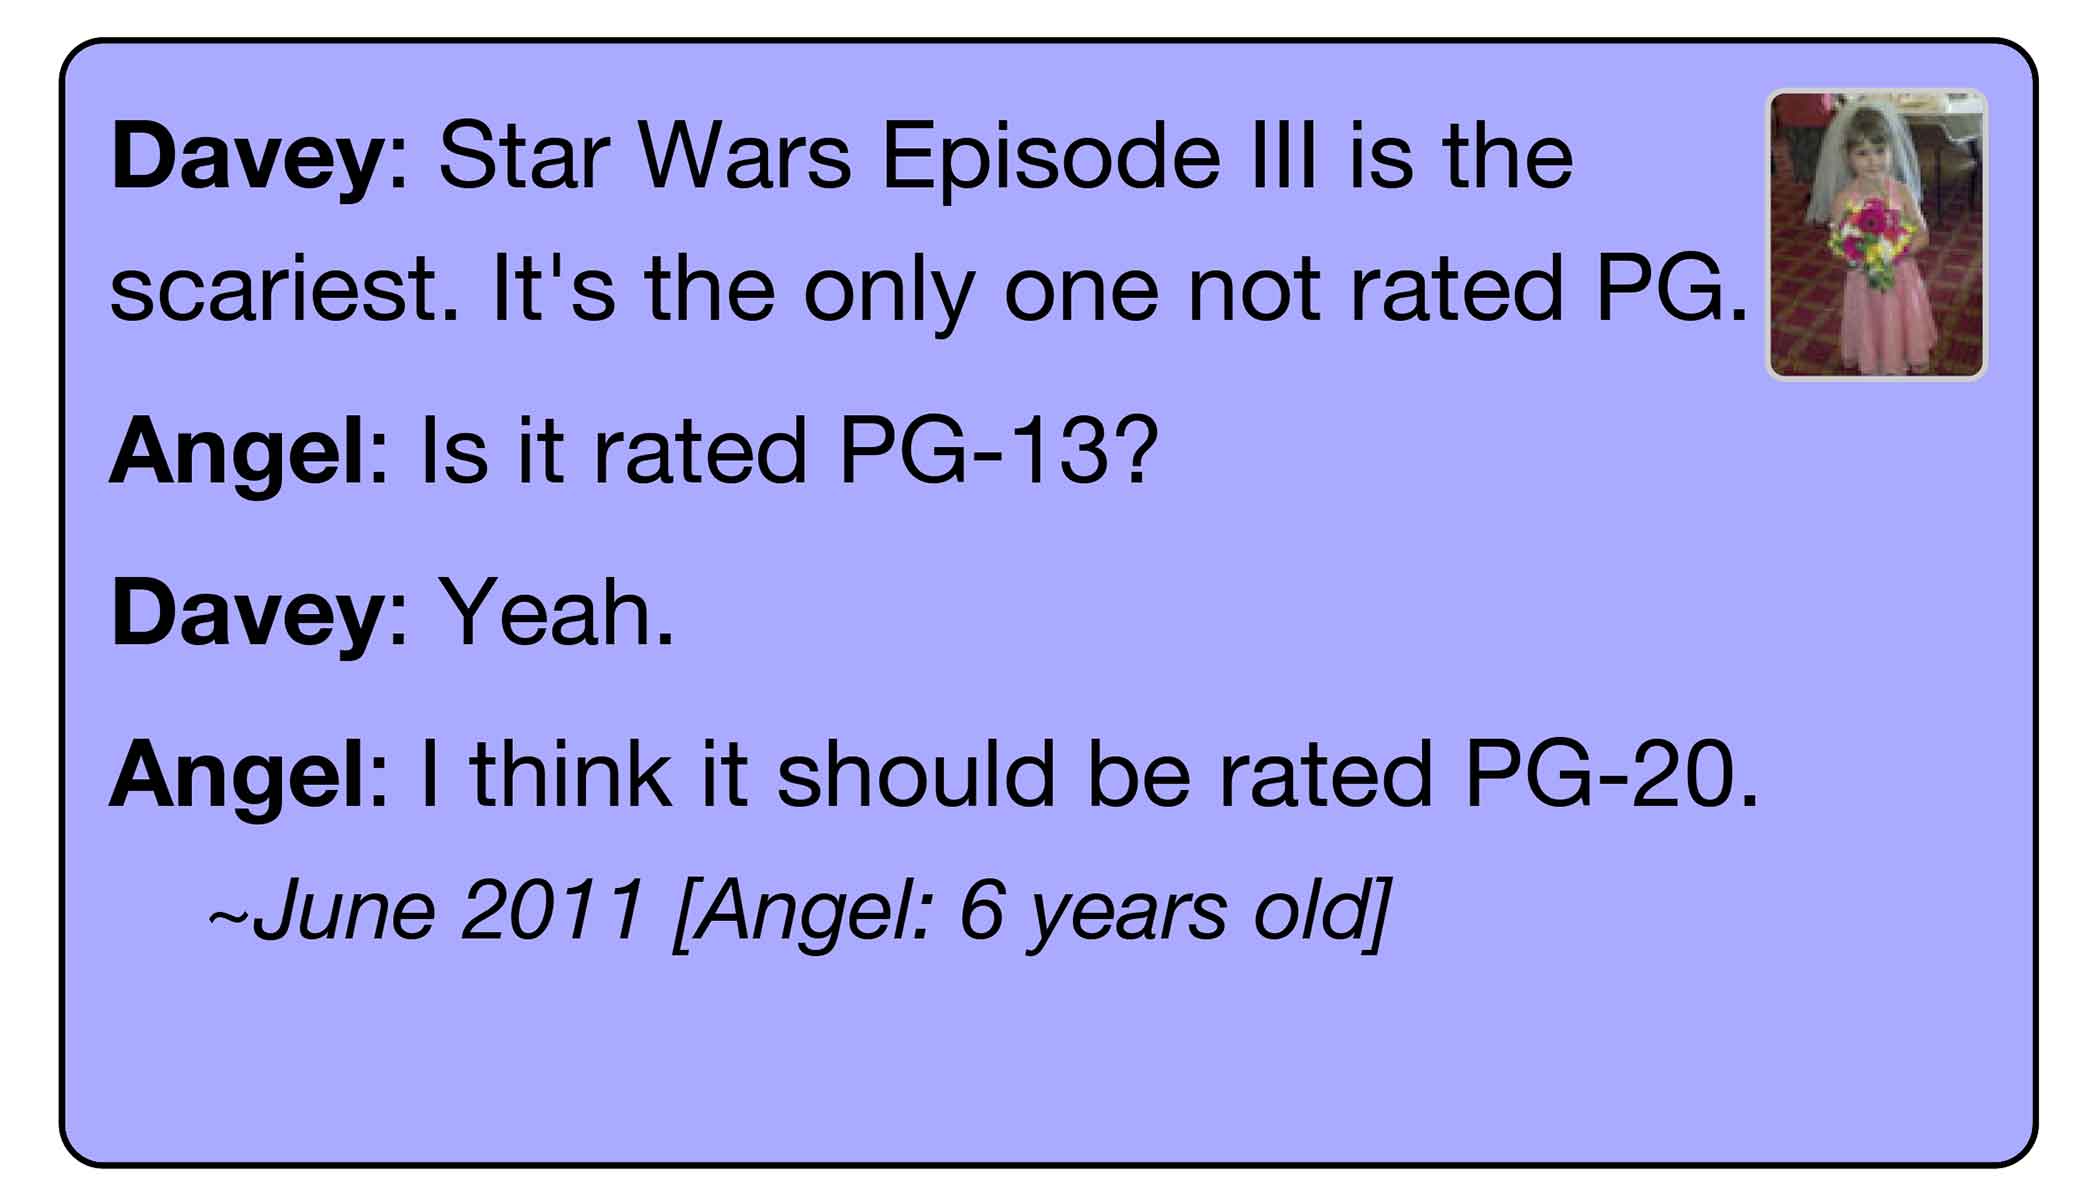 Davey: Star Wars Episode III is the
scariest. It's the only one not rated PG.
Angel: Is it rated PG-13?
Davey: Yeah.
Angel: I think it should be rated PG-20.
~June 2011 [Angel: 6 years old]